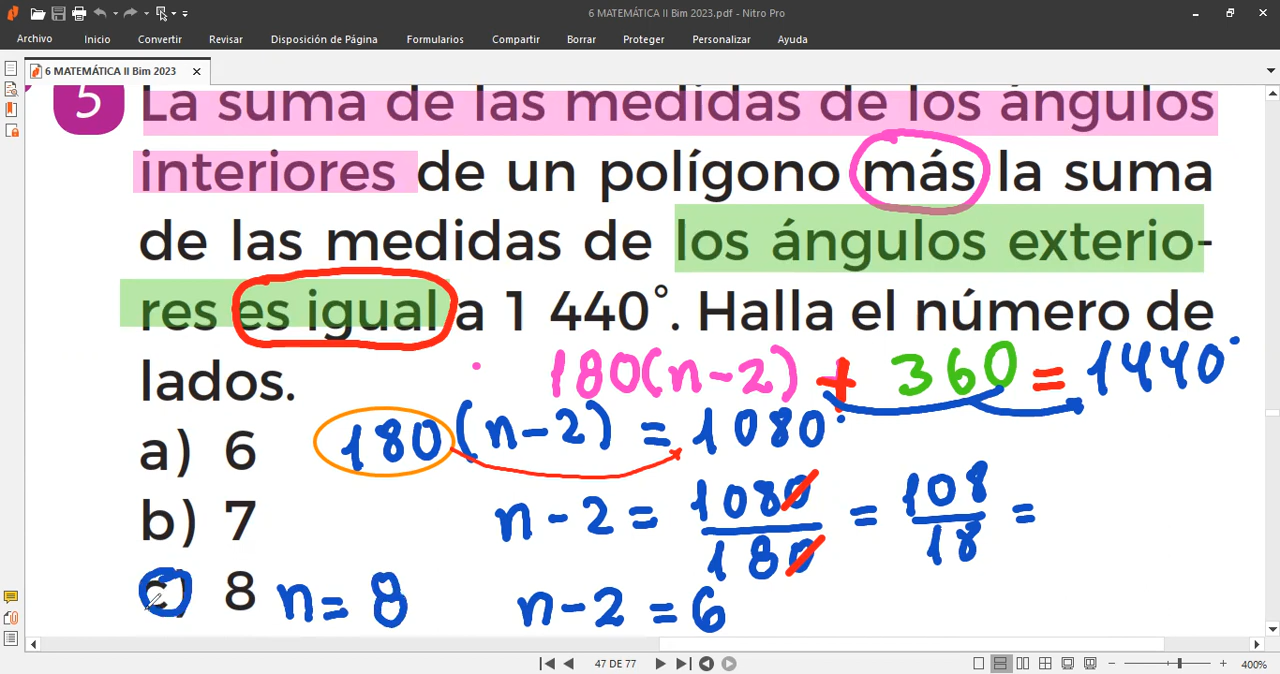 6 MATEMÁTICA II Bim 2023.pdf - Nitro Pro
Archivo Inicio Convertir Revisar Disposición de Página Formularios Compartir Borrar Proteger Personalizar Ayuda
6 MATEMÁTICA II Bim 2023
5 La suma de las medidas de los ángulos
interiores de un polígono más la suma
de las medidas de los ángulos exterio-
res es igual a 1 440°. Halla el número de
lados.
180(n-2) + 360 = 1440°
180(n-2) = 1080°
a) 6
n-2 = 1080/180 = 108/18 =
b) 7
c) 8
n = 8
n-2 = 6
47 DE 77
400%